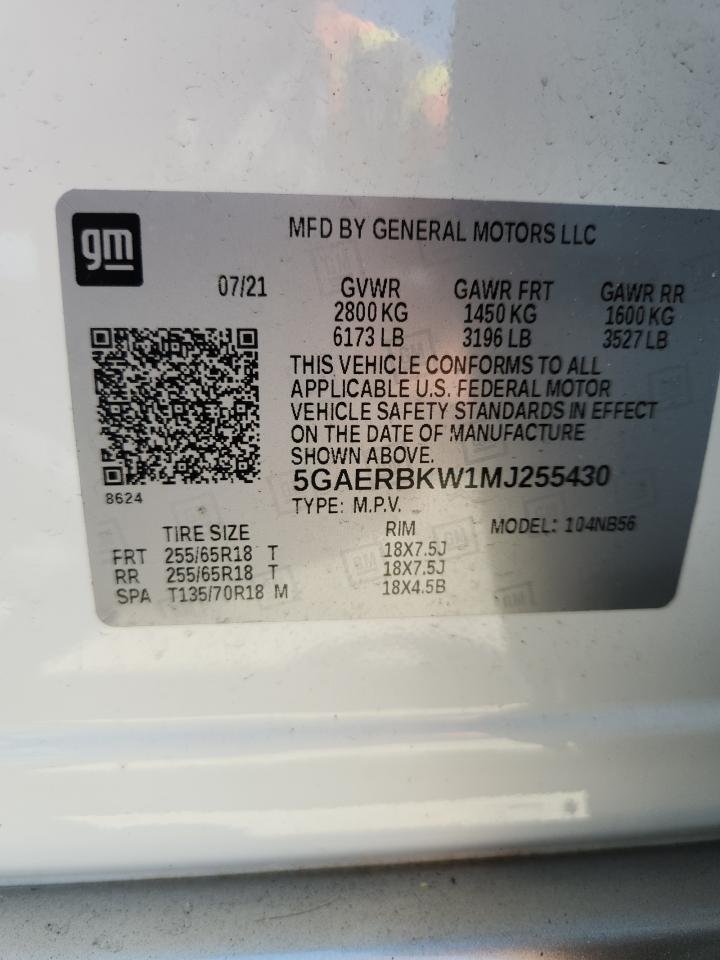 gm
MFD BY GENERAL MOTORS LLC
07/21 GVWR GAWR FRT GAWR RR
2800 KG 1450 KG 1600 KG
6173 LB 3196 LB 3527 LB
THIS VEHICLE CONFORMS TO ALL
APPLICABLE U.S. FEDERAL MOTOR
VEHICLE SAFETY STANDARDS IN EFFECT
ON THE DATE OF MANUFACTURE
SHOWN ABOVE.
5GAERBKW1MJ255430
8624
TYPE: M.P.V.
TIRE SIZE RIM MODEL: 104NB56
FRT 255/65R18 T 18X7.5J
RR 255/65R18 T 18X7.5J
SPA T135/70R18 M 18X4.5B